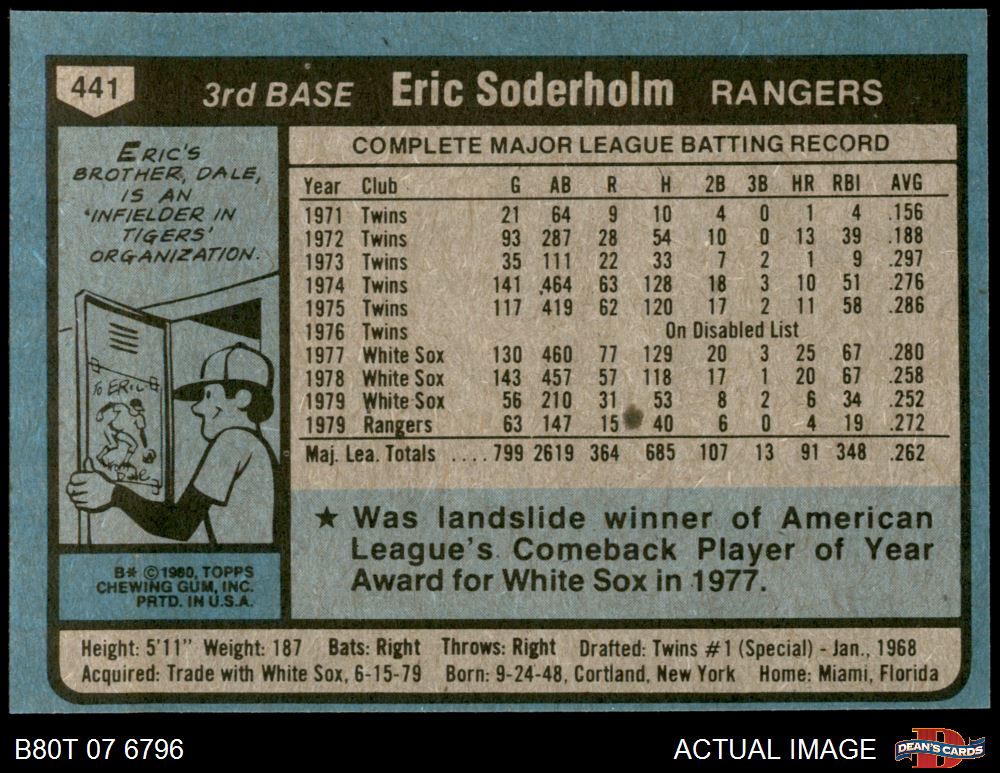 441 3rd BASE Eric Soderholm RANGERS
ERIC'S
BROTHER, DALE,
IS AN
INFIELDER IN
TIGERS'
ORGANIZATION.
TO ERIC
from
Dale
B* ©1980, TOPPS
CHEWING GUM, INC.
PRTD. IN U.S.A.
COMPLETE MAJOR LEAGUE BATTING RECORD
Year Club G AB R H 2B 3B HR RBI AVG
1971 Twins 21 64 9 10 4 0 1 4 .156
1972 Twins 93 287 28 54 10 0 13 39 .188
1973 Twins 35 111 22 33 7 2 1 9 .297
1974 Twins 141 464 63 128 18 3 10 51 .276
1975 Twins 117 419 62 120 17 2 11 58 .286
1976 Twins On Disabled List
1977 White Sox 130 460 77 129 20 3 25 67 .280
1978 White Sox 143 457 57 118 17 1 20 67 .258
1979 White Sox 56 210 31 53 8 2 6 34 .252
1979 Rangers 63 147 15 40 6 0 4 19 .272
Maj. Lea. Totals .... 799 2619 364 685 107 13 91 348 .262
★ Was landslide winner of American
League's Comeback Player of Year
Award for White Sox in 1977.
Height: 5'11" Weight: 187 Bats: Right Throws: Right Drafted: Twins #1 (Special) - Jan., 1968
Acquired: Trade with White Sox, 6-15-79 Born: 9-24-48, Cortland, New York Home: Miami, Florida
B80T 07 6796 ACTUAL IMAGE D DEAN'S CARDS